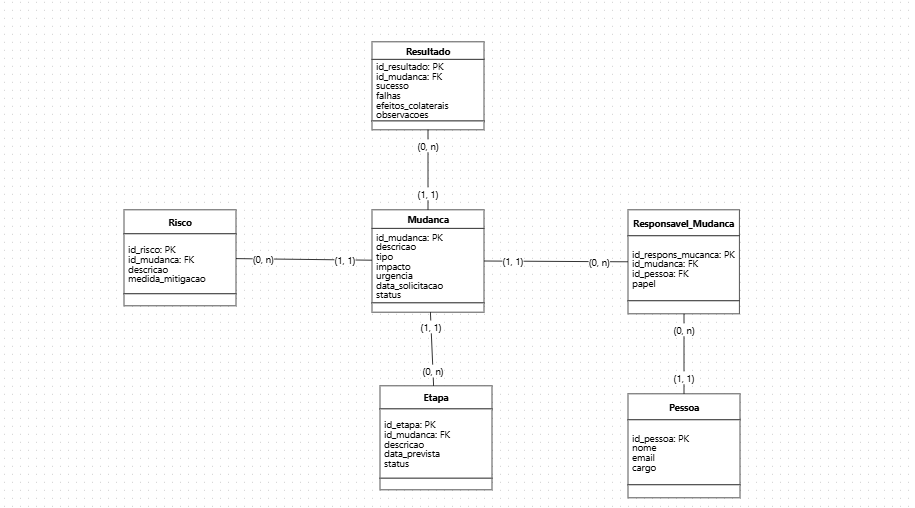 Resultado
id_resultado: PK
id_mudanca: FK
sucesso
falhas
efeitos_colaterais
observacoes
(0, n)
(1, 1)
Risco
id_risco: PK
id_mudanca: FK
descricao
medida_mitigacao
(0, n)
(1, 1)
Mudanca
id_mudanca: PK
descricao
tipo
impacto
urgencia
data_solicitacao
status
(1, 1)
(0, n)
Responsavel_Mudanca
id_respons_mucanca: PK
id_mudanca: FK
id_pessoa: FK
papel
(1, 1)
(0, n)
Etapa
id_etapa: PK
id_mudanca: FK
descricao
data_prevista
status
(0, n)
(1, 1)
Pessoa
id_pessoa: PK
nome
email
cargo